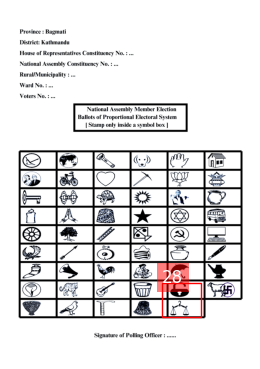 Province : Bagmati
District: Kathmandu
House of Representatives Constituency No. : ...
National Assembly Constituency No. : ...
Rural/Municipality : ...
Ward No. : ...
Voters No. : ...
National Assembly Member Election
Ballots of Proportional Electoral System
[ Stamp only inside a symbol box ]
28
Signature of Polling Officer : ......